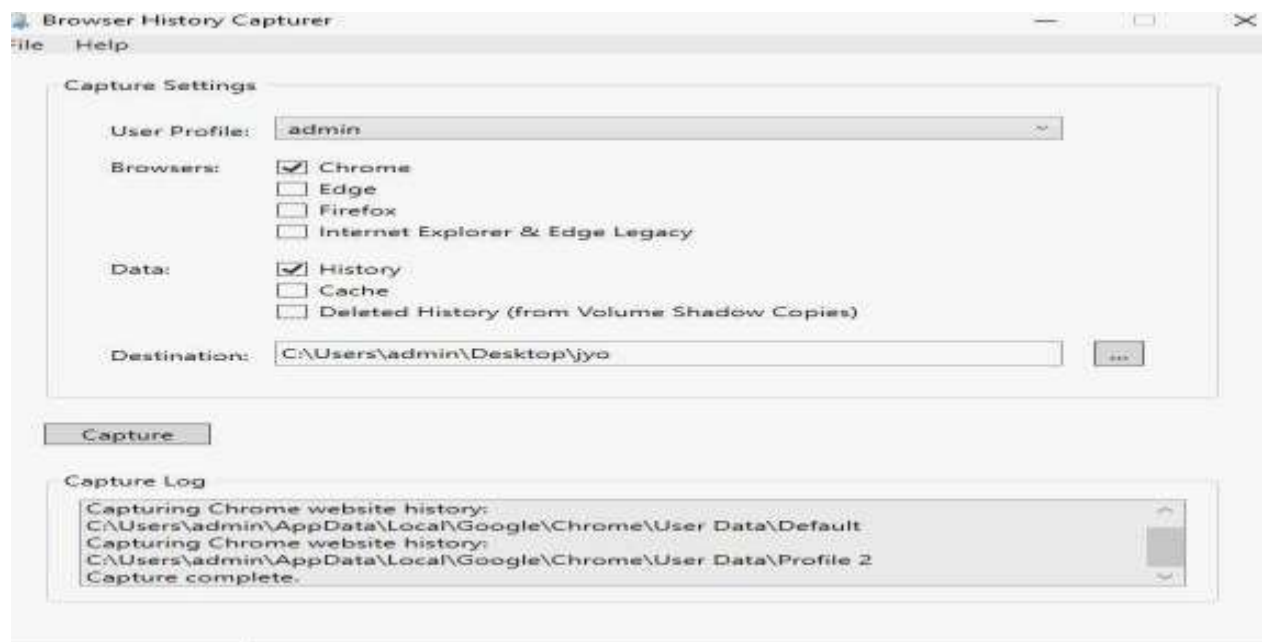 Browser History Capturer
File Help
Capture Settings
User Profile: admin
Browsers: Chrome
Edge
Firefox
Internet Explorer & Edge Legacy
Data: History
Cache
Deleted History (from Volume Shadow Copies)
Destination: C:\Users\admin\Desktop\jyo ...
Capture
Capture Log
Capturing Chrome website history:
C:\Users\admin\AppData\Local\Google\Chrome\User Data\Default
Capturing Chrome website history:
C:\Users\admin\AppData\Local\Google\Chrome\User Data\Profile 2
Capture complete.